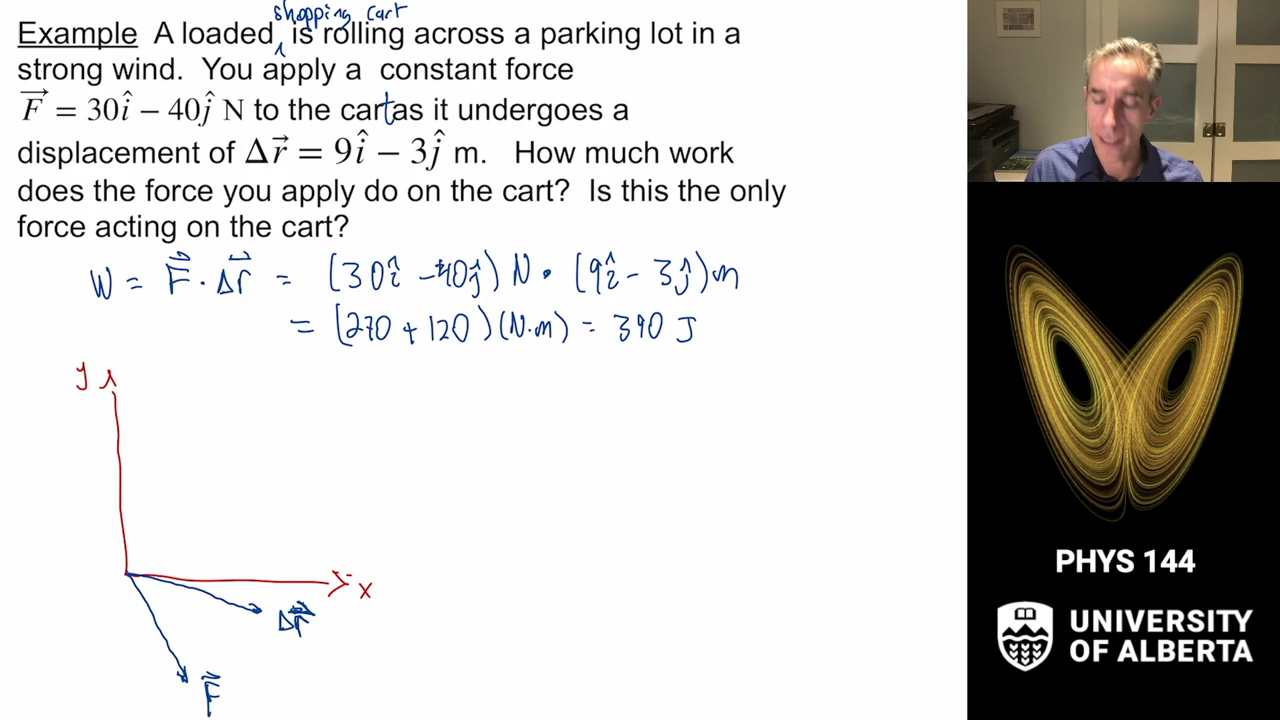 shopping cart
Example A loaded is rolling across a parking lot in a
strong wind. You apply a constant force
F⃗ = 30î − 40ĵ N to the cart as it undergoes a
displacement of Δr⃗ = 9î − 3ĵ m. How much work
does the force you apply do on the cart? Is this the only
force acting on the cart?
W = F⃗ · Δr⃗ = (30î − 40ĵ) N · (9î − 3ĵ) m
= (270 + 120) (N·m) = 390 J
y
x
Δr⃗
F⃗
PHYS 144
UNIVERSITY
OF ALBERTA